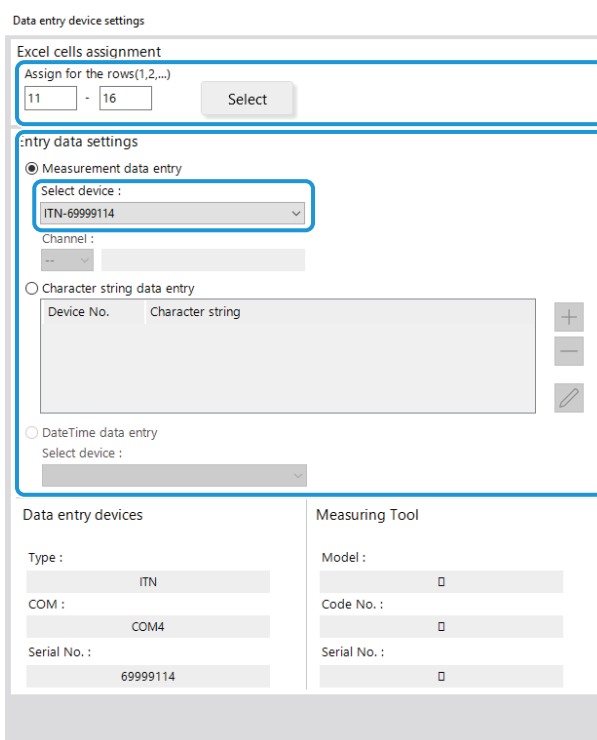 Data entry device settings
Excel cells assignment
Assign for the rows(1,2,...)
11 - 16 Select
Entry data settings
Measurement data entry
Select device :
ITN-69999114
Channel :
--
Character string data entry
Device No. Character string
DateTime data entry
Select device :
Data entry devices
Type :
ITN
COM :
COM4
Serial No. :
69999114
Measuring Tool
Model :
Code No. :
Serial No. :